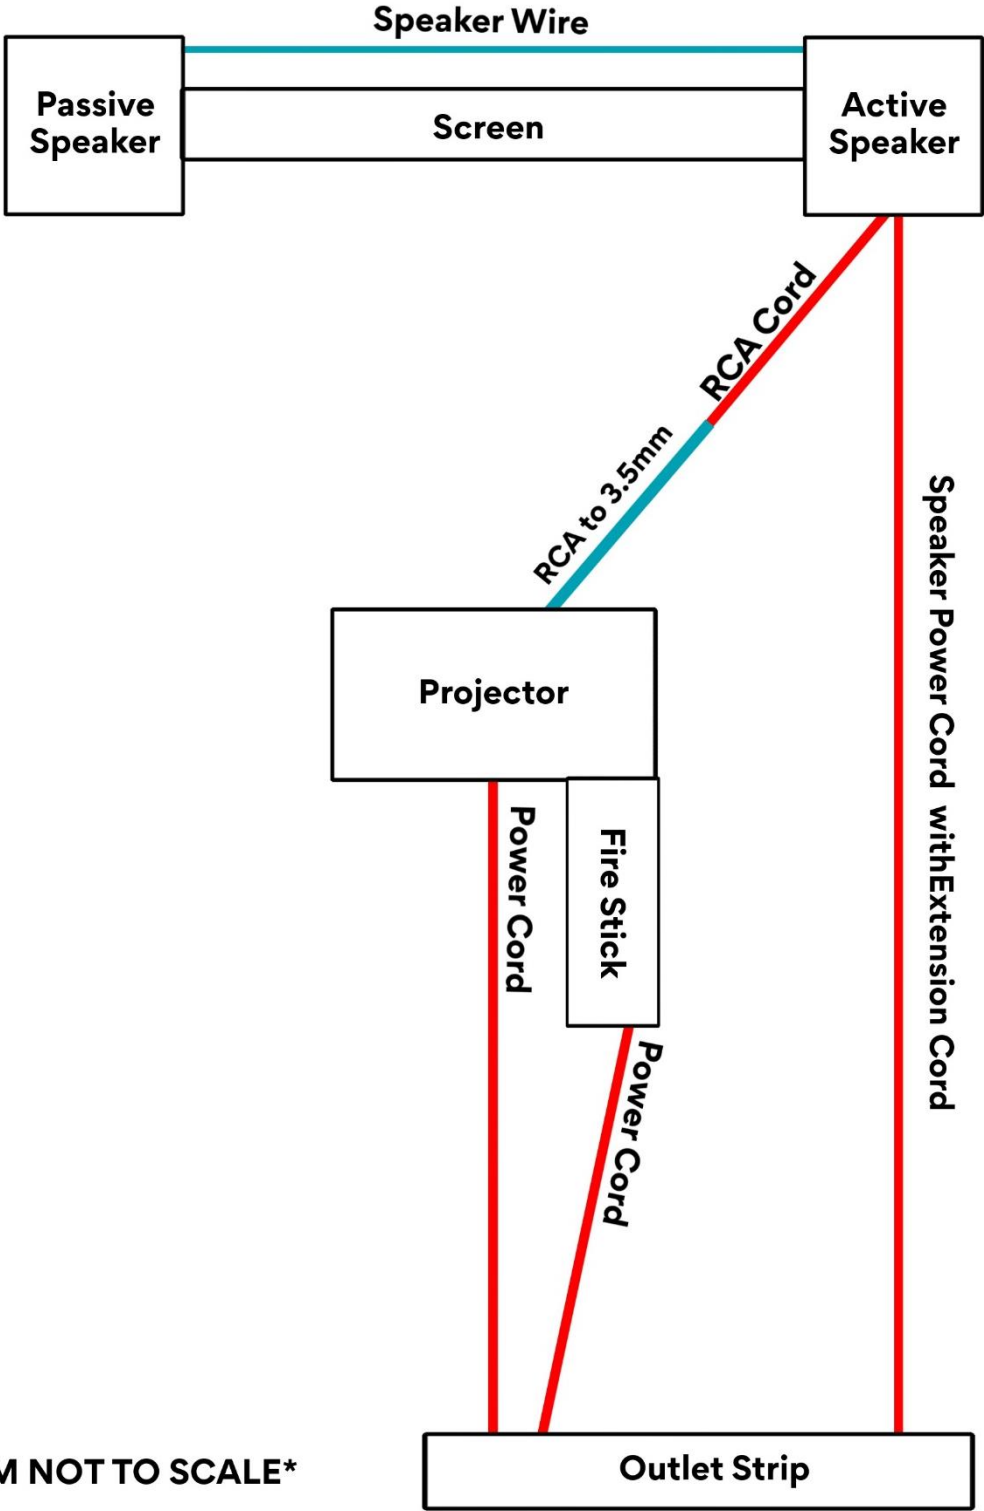 Speaker Wire
Passive
Speaker
Screen
Active
Speaker
RCA Cord
RCA to 3.5mm
Speaker Power Cord withExtension Cord
Projector
Power Cord
Fire Stick
Power Cord
M NOT TO SCALE*
Outlet Strip